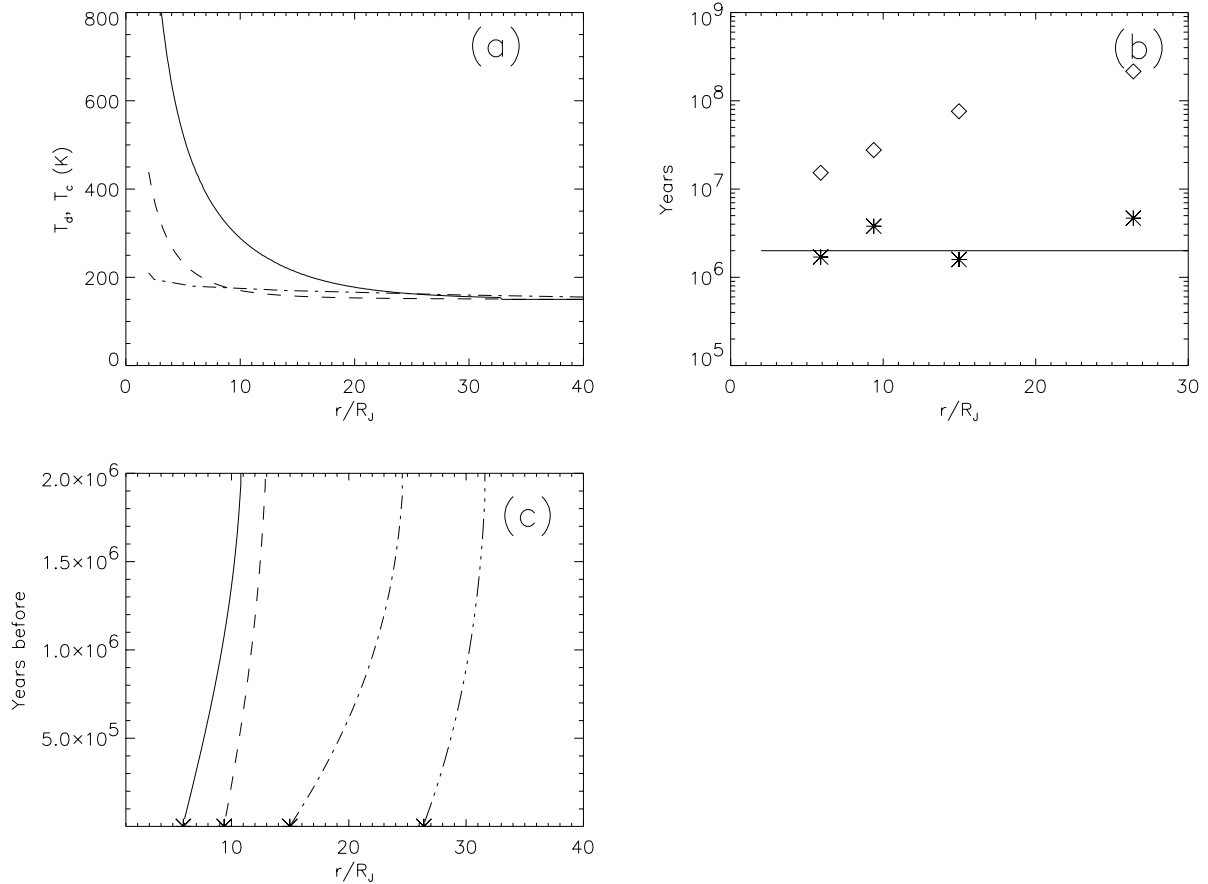 (a)
800
600
400
200
0
T_d, T_c (K)
0 10 20 30 40
r/R_J
(b)
10^9
10^8
10^7
10^6
10^5
Years
0 10 20 30
r/R_J
(c)
2.0×10^6
1.5×10^6
1.0×10^6
5.0×10^5
Years before
10 20 30 40
r/R_J